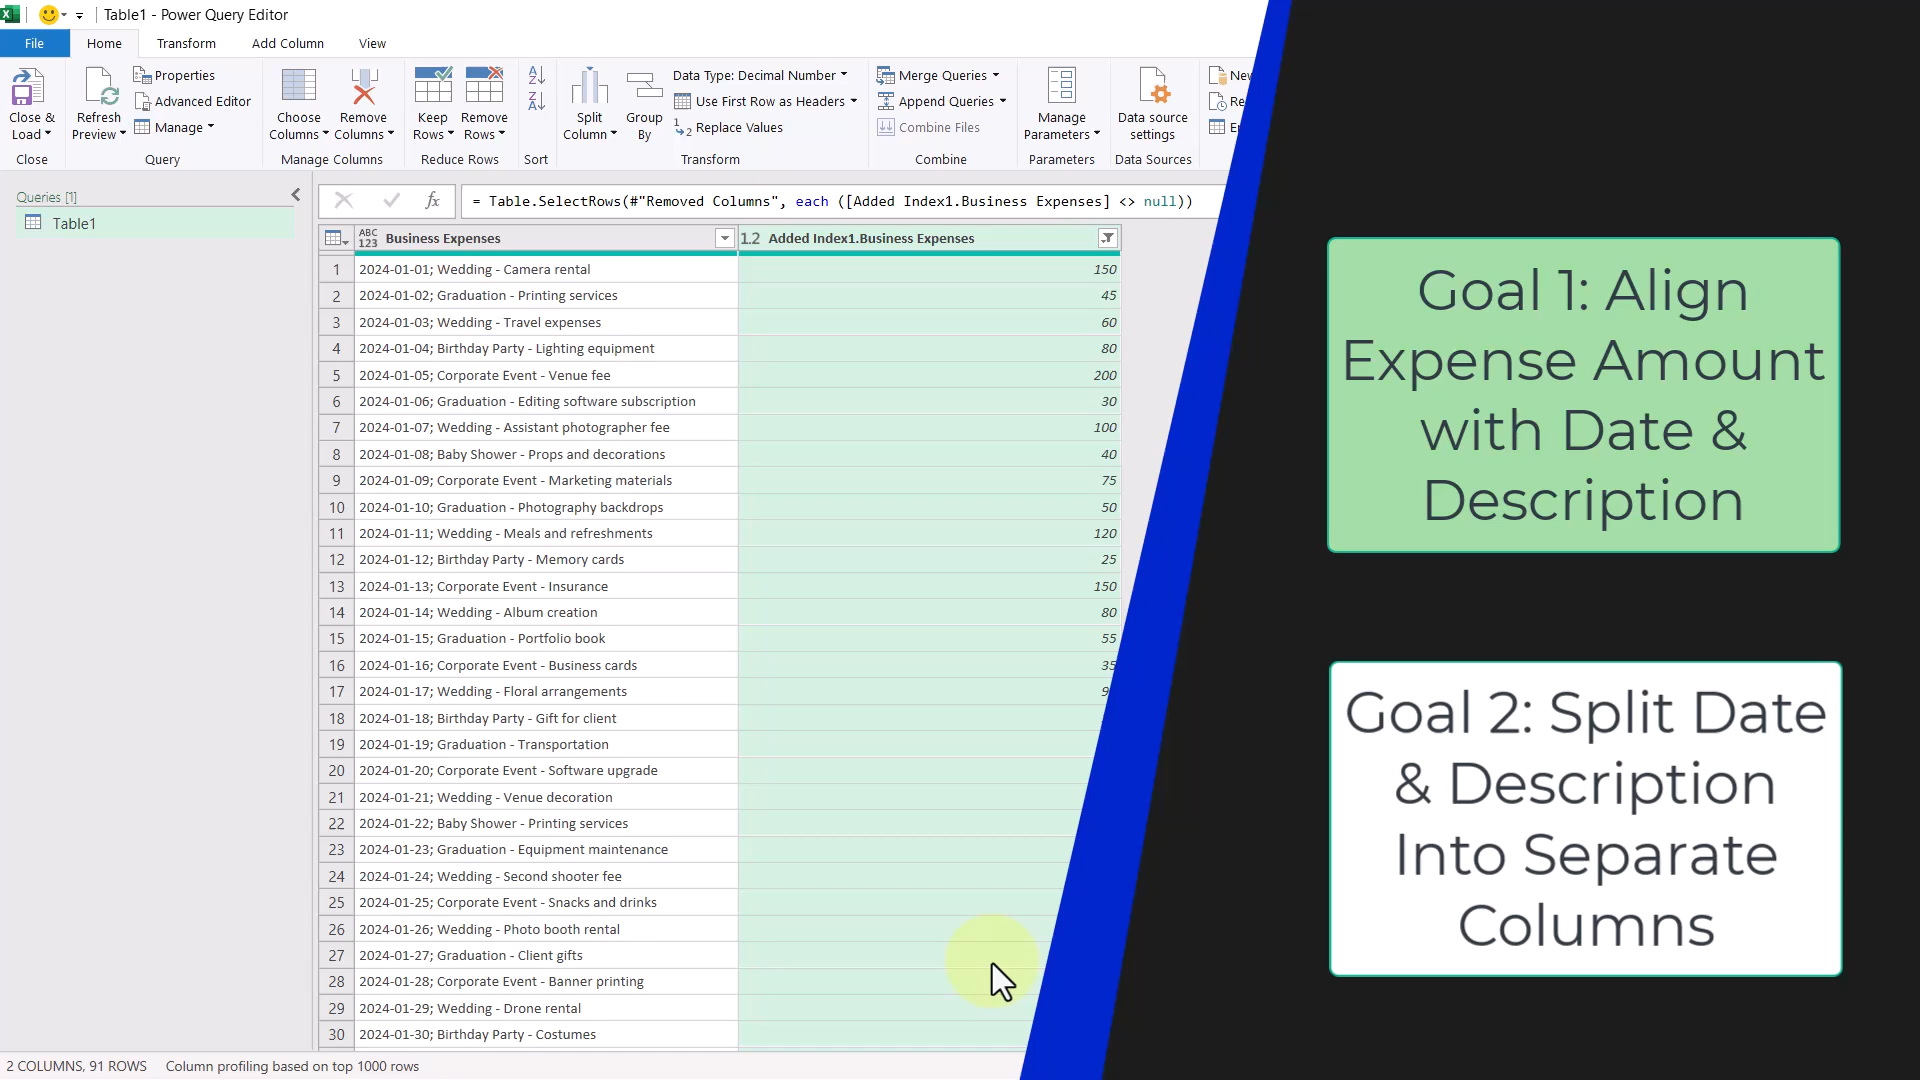 Table1 - Power Query Editor
File Home Transform Add Column View
Close & Load
Refresh Preview
Properties
Advanced Editor
Manage
Choose Columns
Remove Columns
Keep Rows
Remove Rows
Split Column
Group By
Data Type: Decimal Number
Use First Row as Headers
Replace Values
Merge Queries
Append Queries
Combine Files
Manage Parameters
Data source settings
Close Query Manage Columns Reduce Rows Sort Transform Combine Parameters Data Sources
Queries [1]
Table1
fx = Table.SelectRows(#"Removed Columns", each ([Added Index1.Business Expenses] <> null))
ABC 123 Business Expenses 1.2 Added Index1.Business Expenses
1 2024-01-01; Wedding - Camera rental 150
2 2024-01-02; Graduation - Printing services 45
3 2024-01-03; Wedding - Travel expenses 60
4 2024-01-04; Birthday Party - Lighting equipment 80
5 2024-01-05; Corporate Event - Venue fee 200
6 2024-01-06; Graduation - Editing software subscription 30
7 2024-01-07; Wedding - Assistant photographer fee 100
8 2024-01-08; Baby Shower - Props and decorations 40
9 2024-01-09; Corporate Event - Marketing materials 75
10 2024-01-10; Graduation - Photography backdrops 50
11 2024-01-11; Wedding - Meals and refreshments 120
12 2024-01-12; Birthday Party - Memory cards 25
13 2024-01-13; Corporate Event - Insurance 150
14 2024-01-14; Wedding - Album creation 80
15 2024-01-15; Graduation - Portfolio book 55
16 2024-01-16; Corporate Event - Business cards 35
17 2024-01-17; Wedding - Floral arrangements
18 2024-01-18; Birthday Party - Gift for client
19 2024-01-19; Graduation - Transportation
20 2024-01-20; Corporate Event - Software upgrade
21 2024-01-21; Wedding - Venue decoration
22 2024-01-22; Baby Shower - Printing services
23 2024-01-23; Graduation - Equipment maintenance
24 2024-01-24; Wedding - Second shooter fee
25 2024-01-25; Corporate Event - Snacks and drinks
26 2024-01-26; Wedding - Photo booth rental
27 2024-01-27; Graduation - Client gifts
28 2024-01-28; Corporate Event - Banner printing
29 2024-01-29; Wedding - Drone rental
30 2024-01-30; Birthday Party - Costumes
2 COLUMNS, 91 ROWS Column profiling based on top 1000 rows
Goal 1: Align
Expense Amount
with Date &
Description
Goal 2: Split Date
& Description
Into Separate
Columns